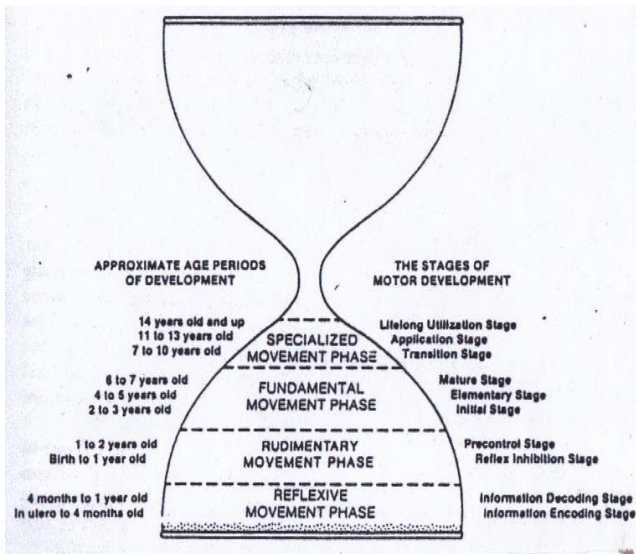 APPROXIMATE AGE PERIODS
OF DEVELOPMENT
THE STAGES OF
MOTOR DEVELOPMENT
14 years old and up
11 to 13 years old
7 to 10 years old
SPECIALIZED
MOVEMENT PHASE
Lifelong Utilization Stage
Application Stage
Transition Stage
6 to 7 years old
4 to 5 years old
2 to 3 years old
FUNDAMENTAL
MOVEMENT PHASE
Mature Stage
Elementary Stage
Initial Stage
1 to 2 years old
Birth to 1 year old
RUDIMENTARY
MOVEMENT PHASE
Precontrol Stage
Reflex Inhibition Stage
4 months to 1 year old
In utero to 4 months old
REFLEXIVE
MOVEMENT PHASE
Information Decoding Stage
Information Encoding Stage